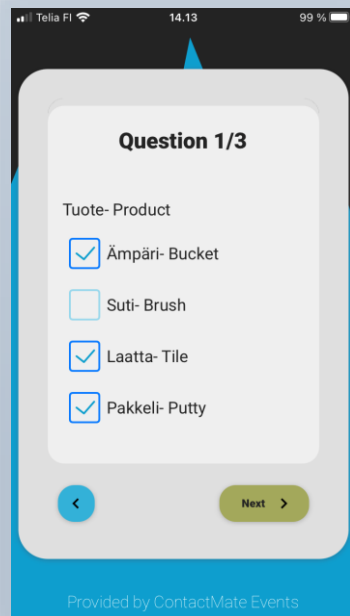 Telia FI 14.13 99 %
Question 1/3
Tuote- Product
Ämpäri- Bucket
Suti- Brush
Laatta- Tile
Pakkeli- Putty
Next
Provided by ContactMate Events